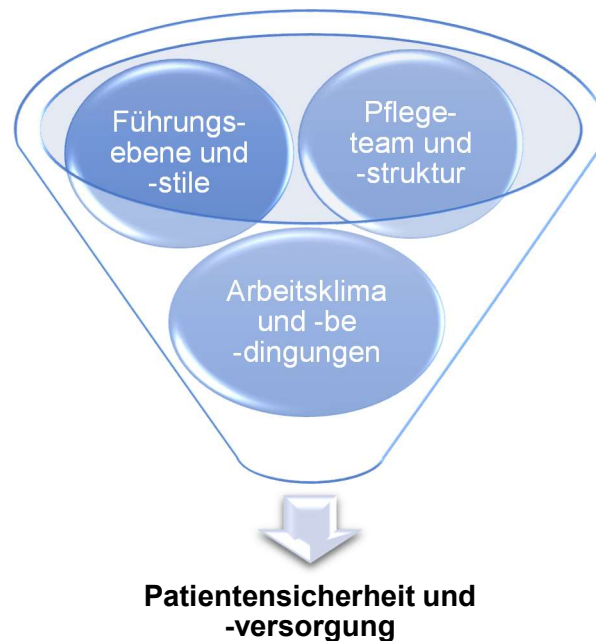 Führungs-
ebene und
-stile
Pflege-
team und
-struktur
Arbeitsklima
und -be
-dingungen
Patientensicherheit und
-versorgung